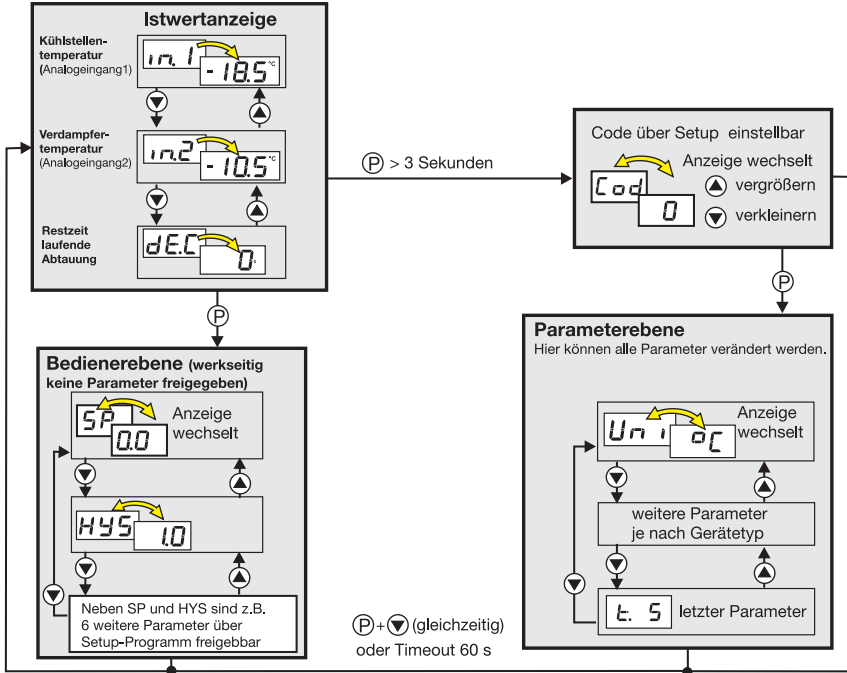 Istwertanzeige
Kühlstellen-
temperatur
(Analogeingang1)
in.1
-18.5 °C
Verdampfer-
temperatur
(Analogeingang2)
in.2
-10.5 °C
Restzeit
laufende
Abtauung
dE.C
0 s
P > 3 Sekunden
Code über Setup einstellbar
Anzeige wechselt
Cod
0
vergrößern
verkleinern
P
P
Bedienerebene (werkseitig
keine Parameter freigegeben)
SP
0.0
Anzeige
wechselt
HYS
1.0
Neben SP und HYS sind z.B.
6 weitere Parameter über
Setup-Programm freigebbar
P + (gleichzeitig)
oder Timeout 60 s
Parameterebene
Hier können alle Parameter verändert werden.
Uni
°C
Anzeige
wechselt
weitere Parameter
je nach Gerätetyp
t. S
letzter Parameter